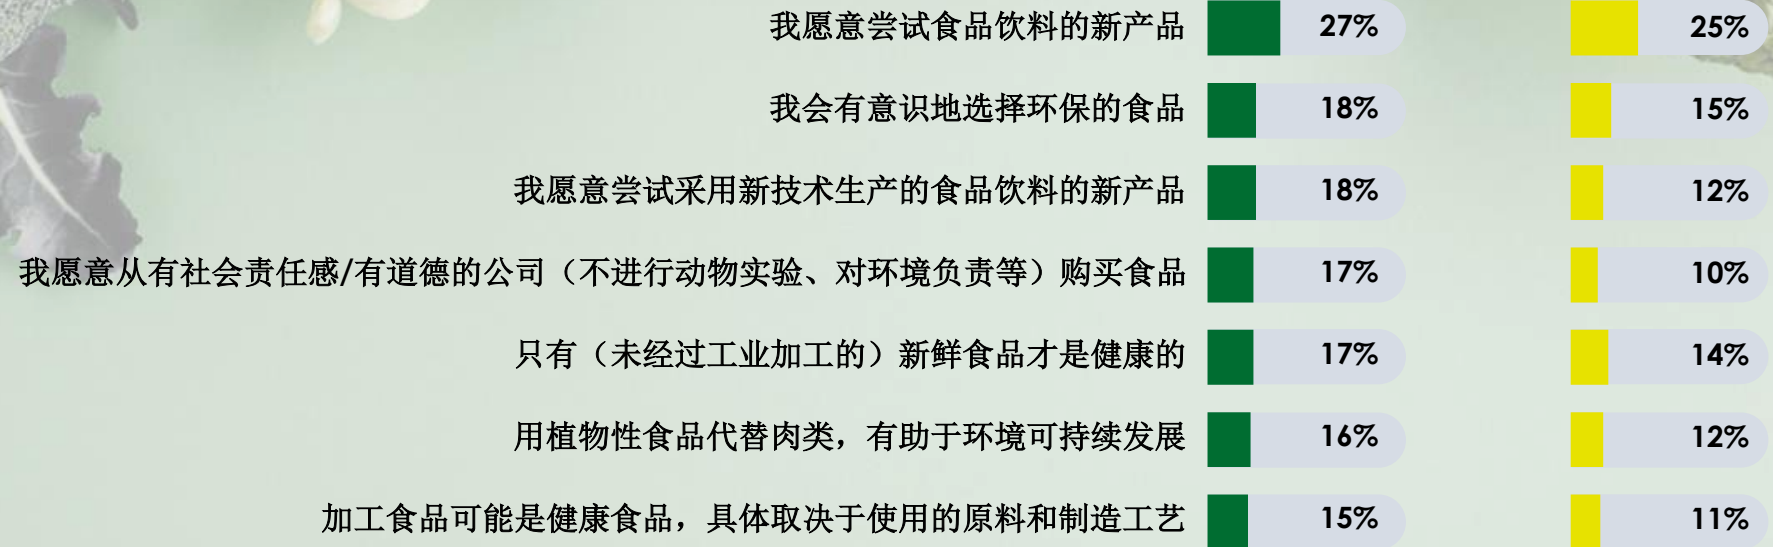 我愿意尝试食品饮料的新产品 27% 25%
我会有意识地选择环保的食品 18% 15%
我愿意尝试采用新技术生产的食品饮料的新产品 18% 12%
我愿意从有社会责任感/有道德的公司（不进行动物实验、对环境负责等）购买食品 17% 10%
只有（未经过工业加工的）新鲜食品才是健康的 17% 14%
用植物性食品代替肉类，有助于环境可持续发展 16% 12%
加工食品可能是健康食品，具体取决于使用的原料和制造工艺 15% 11%